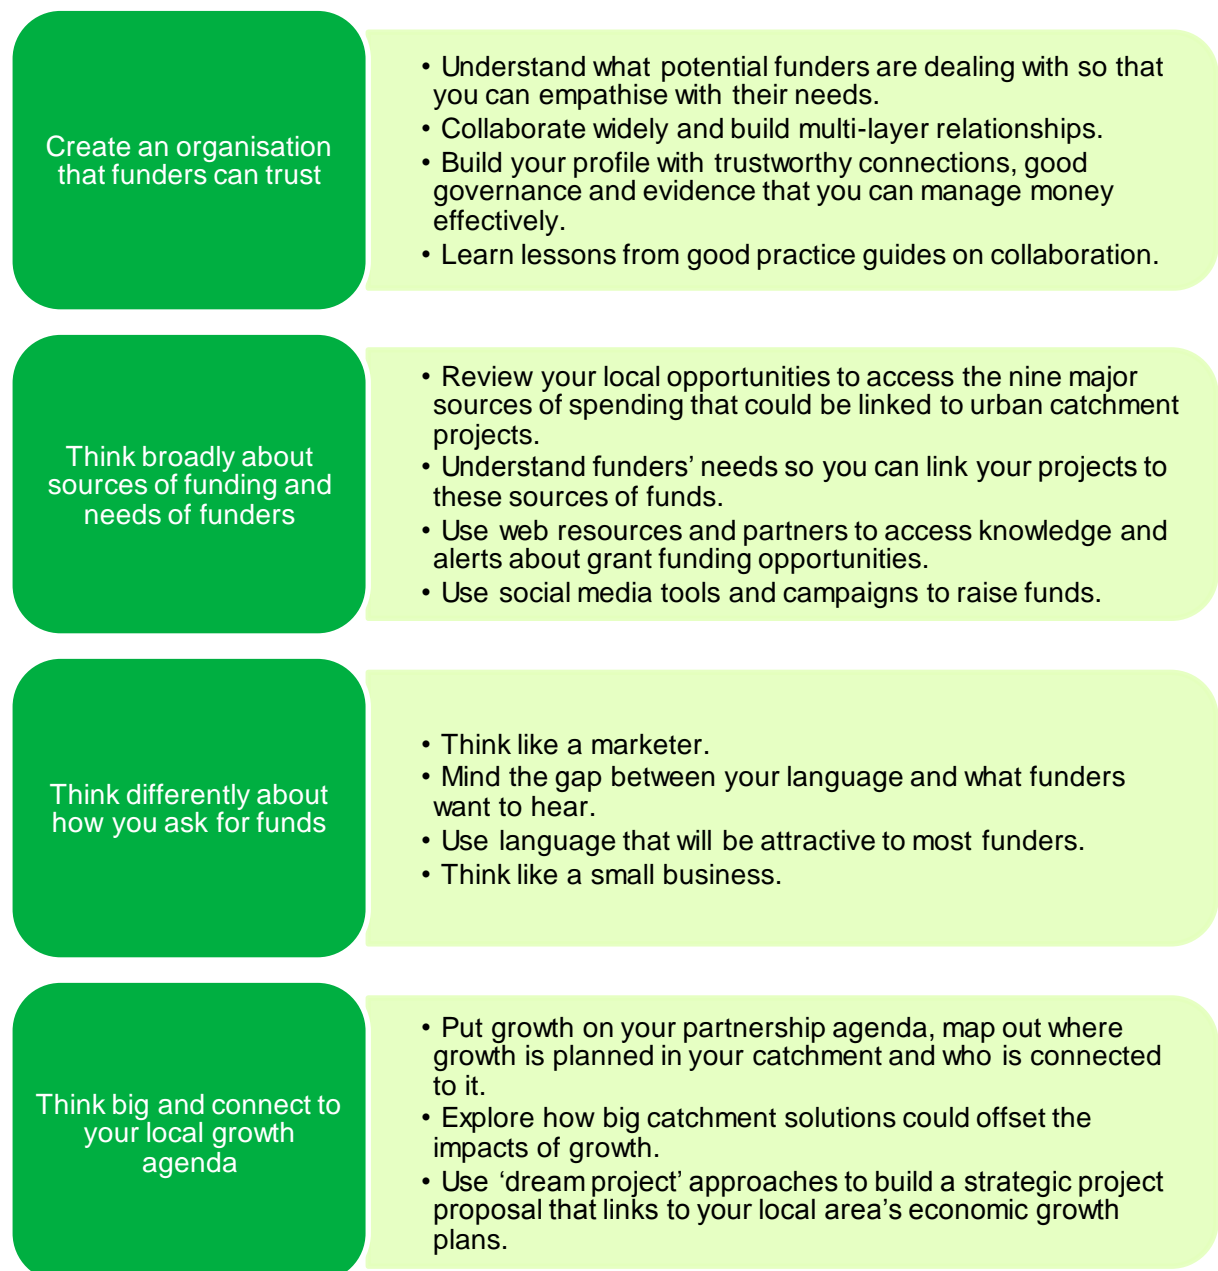 Create an organisation
that funders can trust
• Understand what potential funders are dealing with so that
you can empathise with their needs.
• Collaborate widely and build multi-layer relationships.
• Build your profile with trustworthy connections, good
governance and evidence that you can manage money
effectively.
• Learn lessons from good practice guides on collaboration.
Think broadly about
sources of funding and
needs of funders
• Review your local opportunities to access the nine major
sources of spending that could be linked to urban catchment
projects.
• Understand funders’ needs so you can link your projects to
these sources of funds.
• Use web resources and partners to access knowledge and
alerts about grant funding opportunities.
• Use social media tools and campaigns to raise funds.
Think differently about
how you ask for funds
• Think like a marketer.
• Mind the gap between your language and what funders
want to hear.
• Use language that will be attractive to most funders.
• Think like a small business.
Think big and connect to
your local growth
agenda
• Put growth on your partnership agenda, map out where
growth is planned in your catchment and who is connected
to it.
• Explore how big catchment solutions could offset the
impacts of growth.
• Use ‘dream project’ approaches to build a strategic project
proposal that links to your local area’s economic growth
plans.